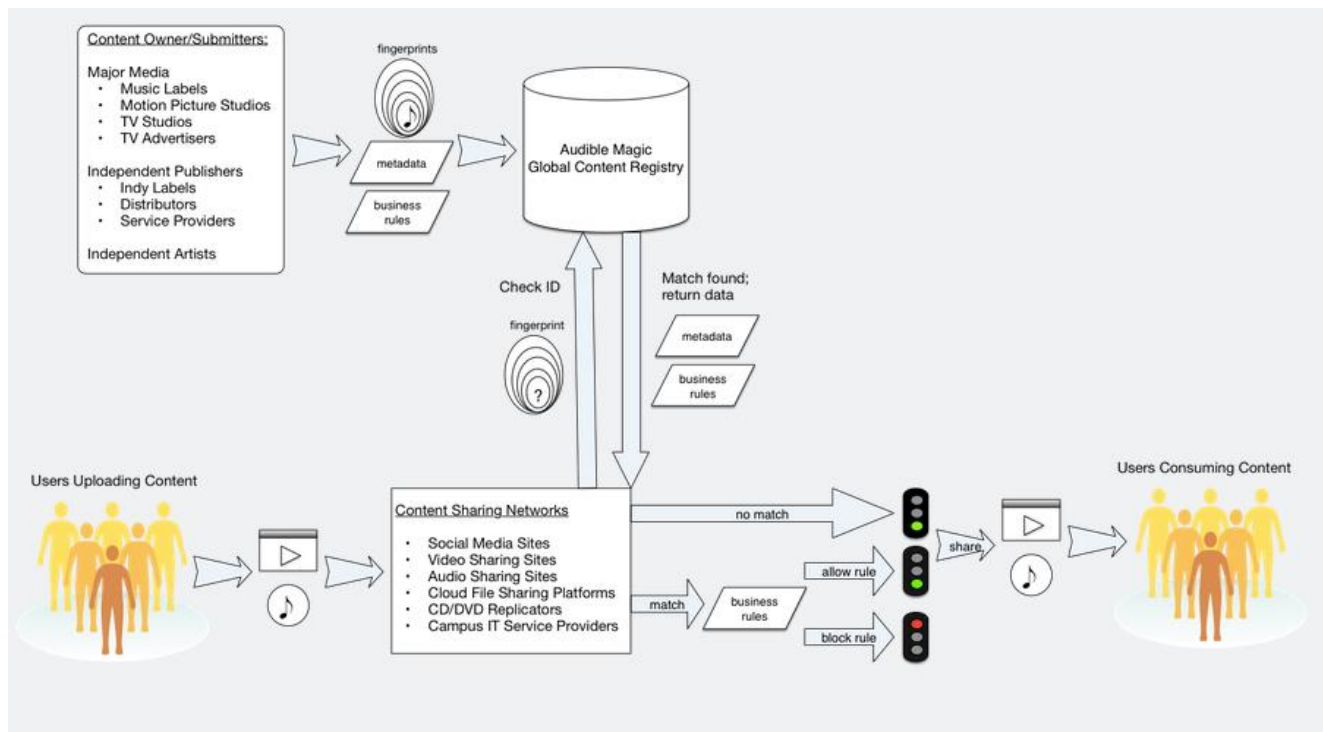 Content Owner/Submitters:
Major Media
• Music Labels
• Motion Picture Studios
• TV Studios
• TV Advertisers
Independent Publishers
• Indy Labels
• Distributors
• Service Providers
Independent Artists
fingerprints
metadata
business
rules
Audible Magic
Global Content Registry
Check ID
fingerprint
?
Match found;
return data
metadata
business
rules
Users Uploading Content
Content Sharing Networks
• Social Media Sites
• Video Sharing Sites
• Audio Sharing Sites
• Cloud File Sharing Platforms
• CD/DVD Replicators
• Campus IT Service Providers
no match
match
business
rules
allow rule
block rule
share
Users Consuming Content